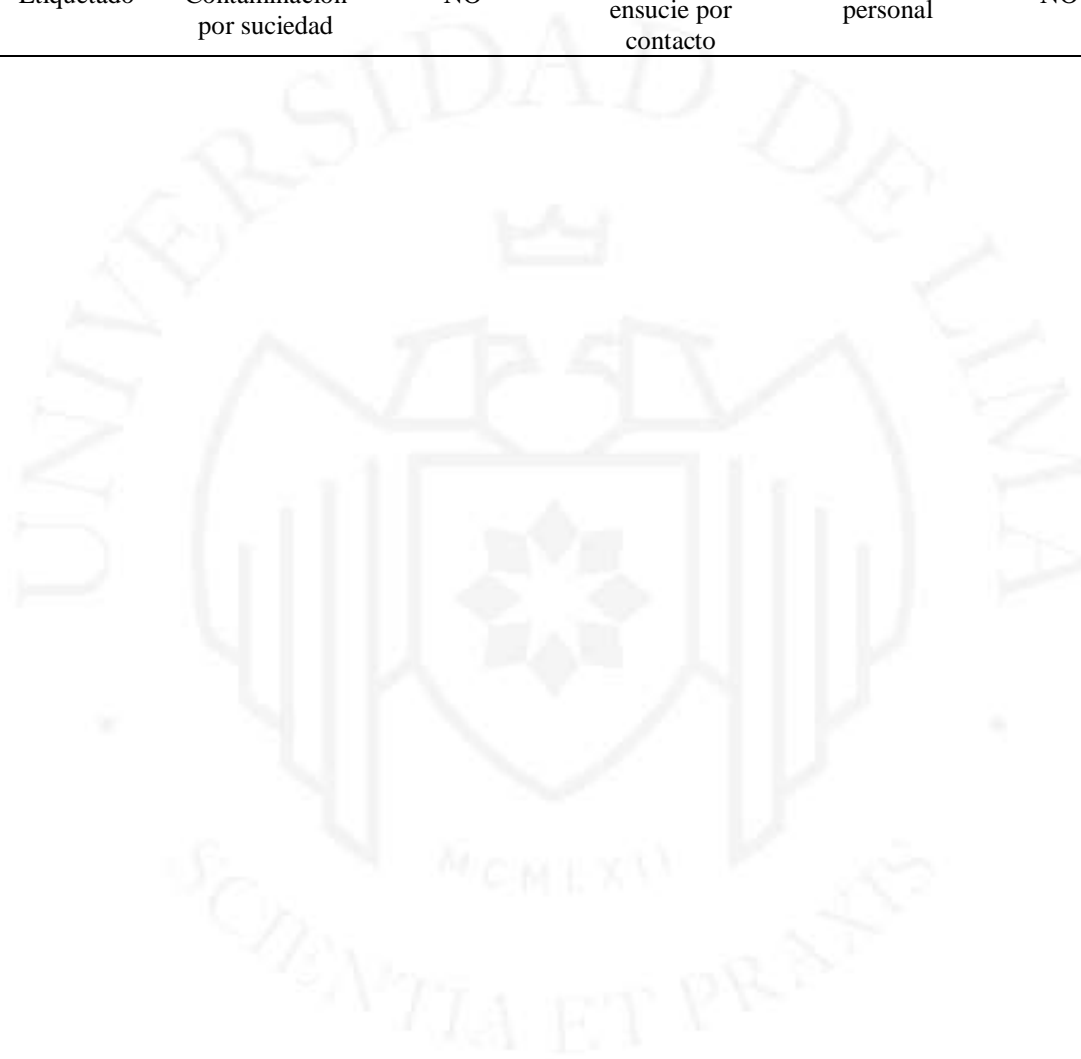 Etiquetado Contaminación NO ensucie por personal NO
por suciedad contacto
UNIVERSIDAD DE LIMA
MCMLXII
SCIENTIA ET PRAXIS